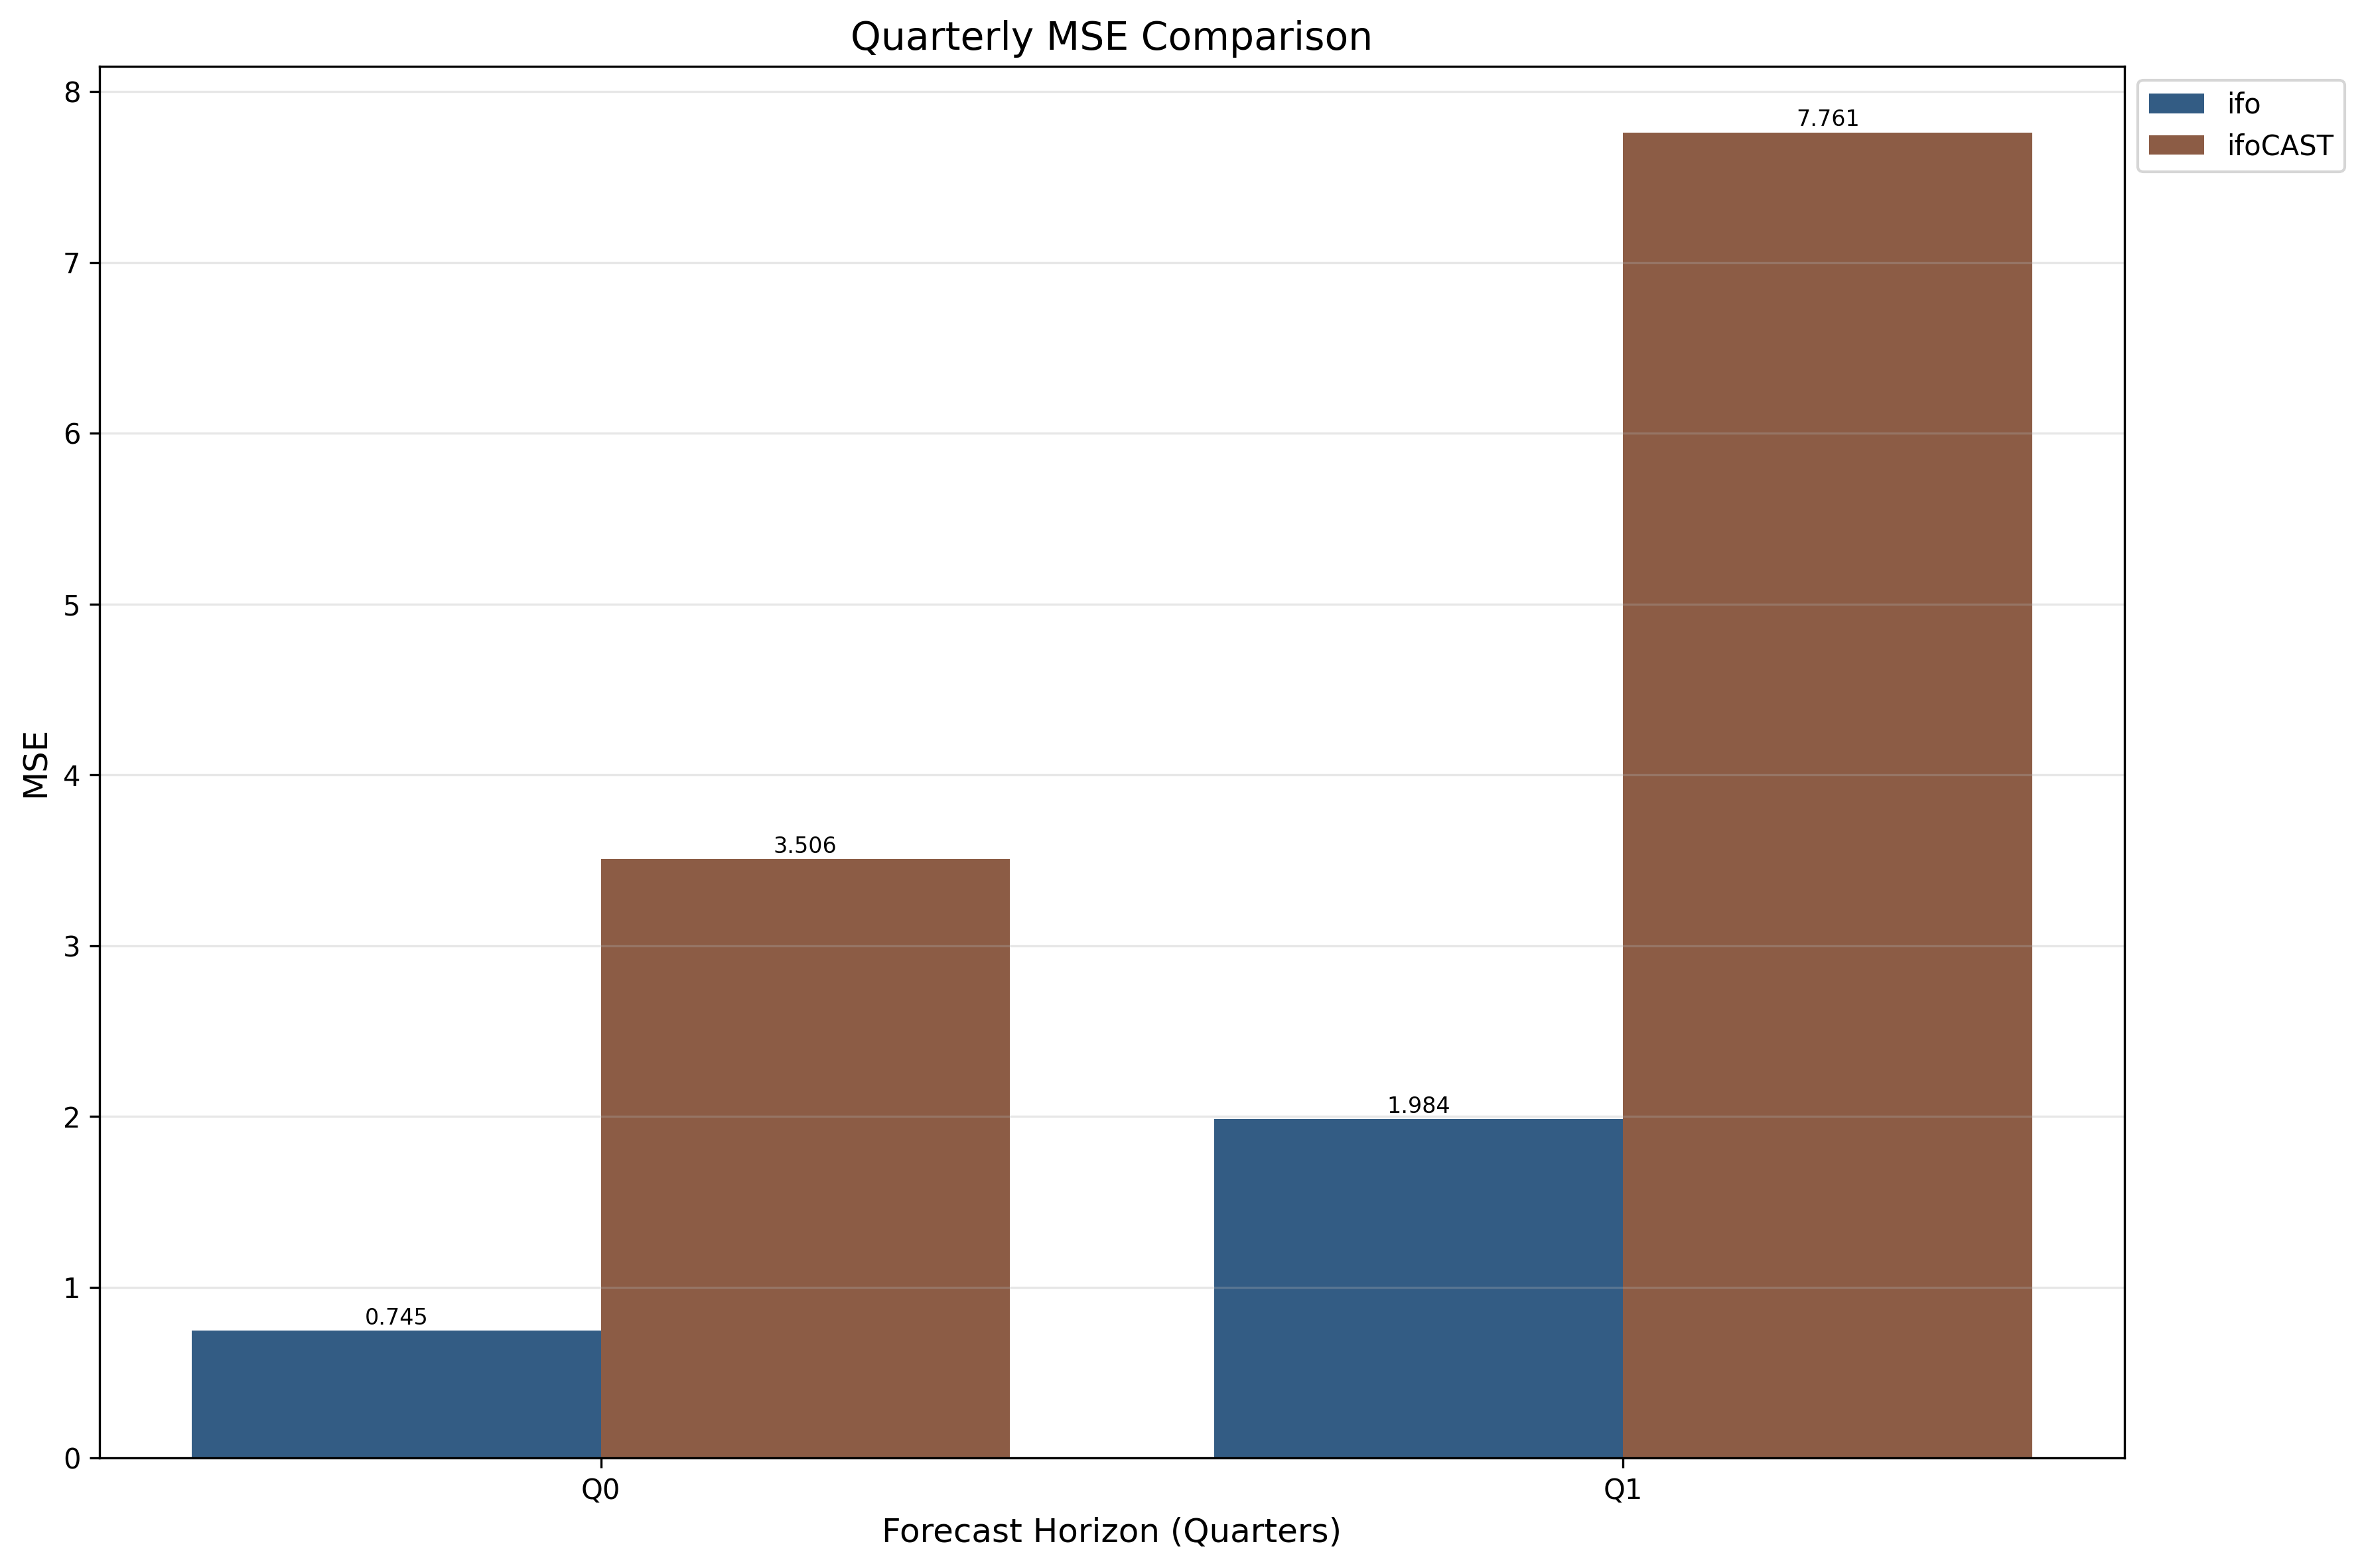 Quarterly MSE Comparison
ifo
ifoCAST
MSE
8
7
6
5
4
3
2
1
0
0.745
3.506
1.984
7.761
Q0
Q1
Forecast Horizon (Quarters)